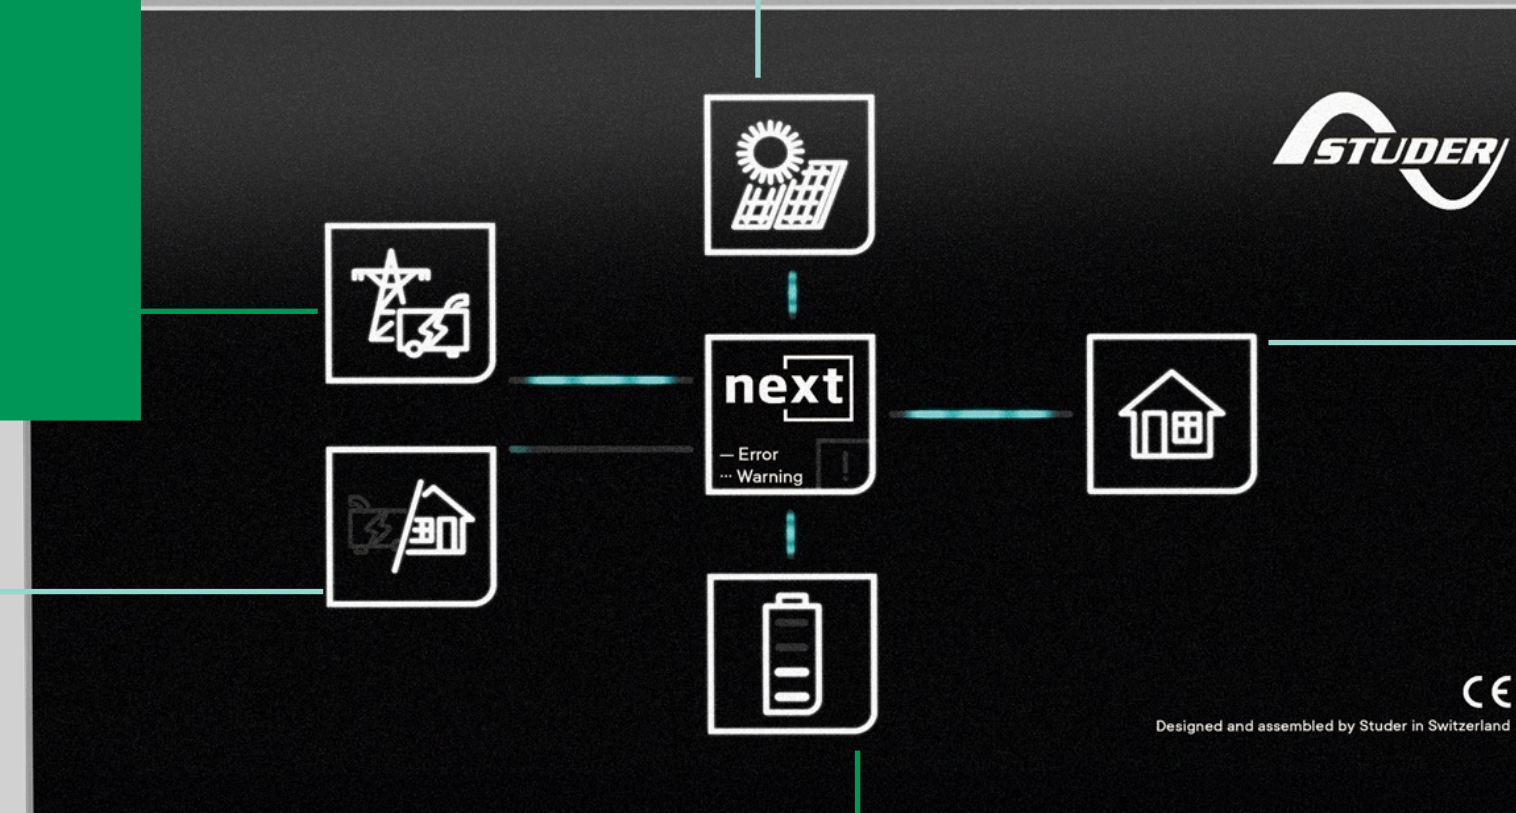 STUDER
next
— Error
··· Warning
!
CE
Designed and assembled by Studer in Switzerland